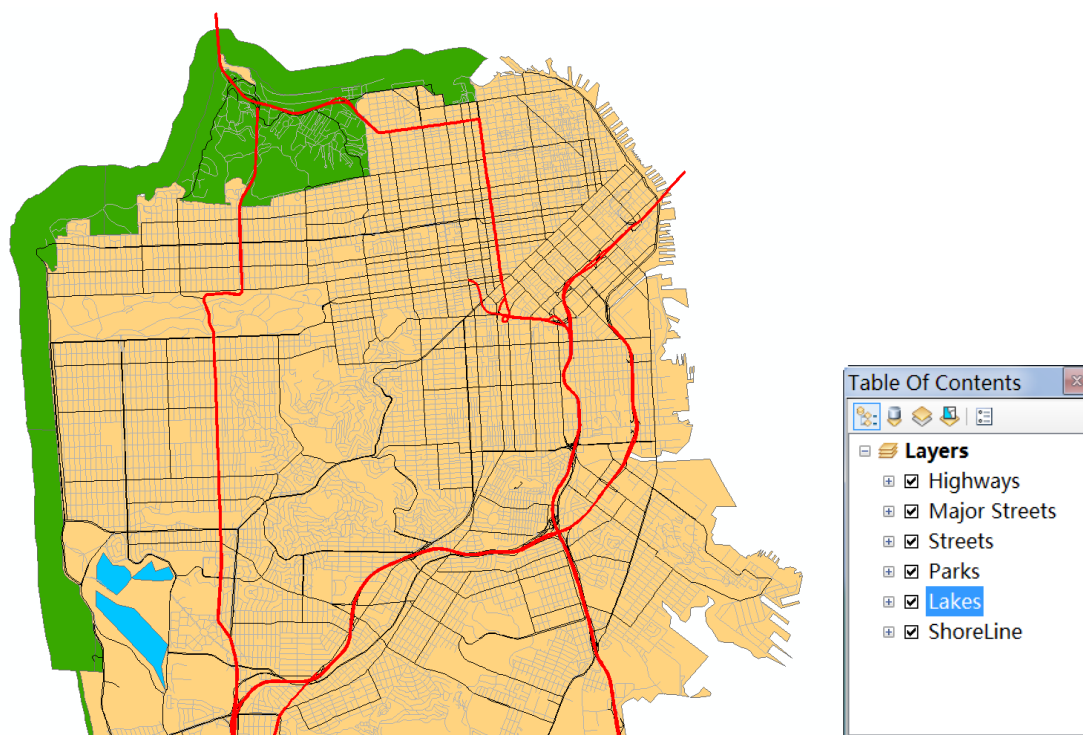 Table Of Contents
Layers
Highways
Major Streets
Streets
Parks
Lakes
ShoreLine